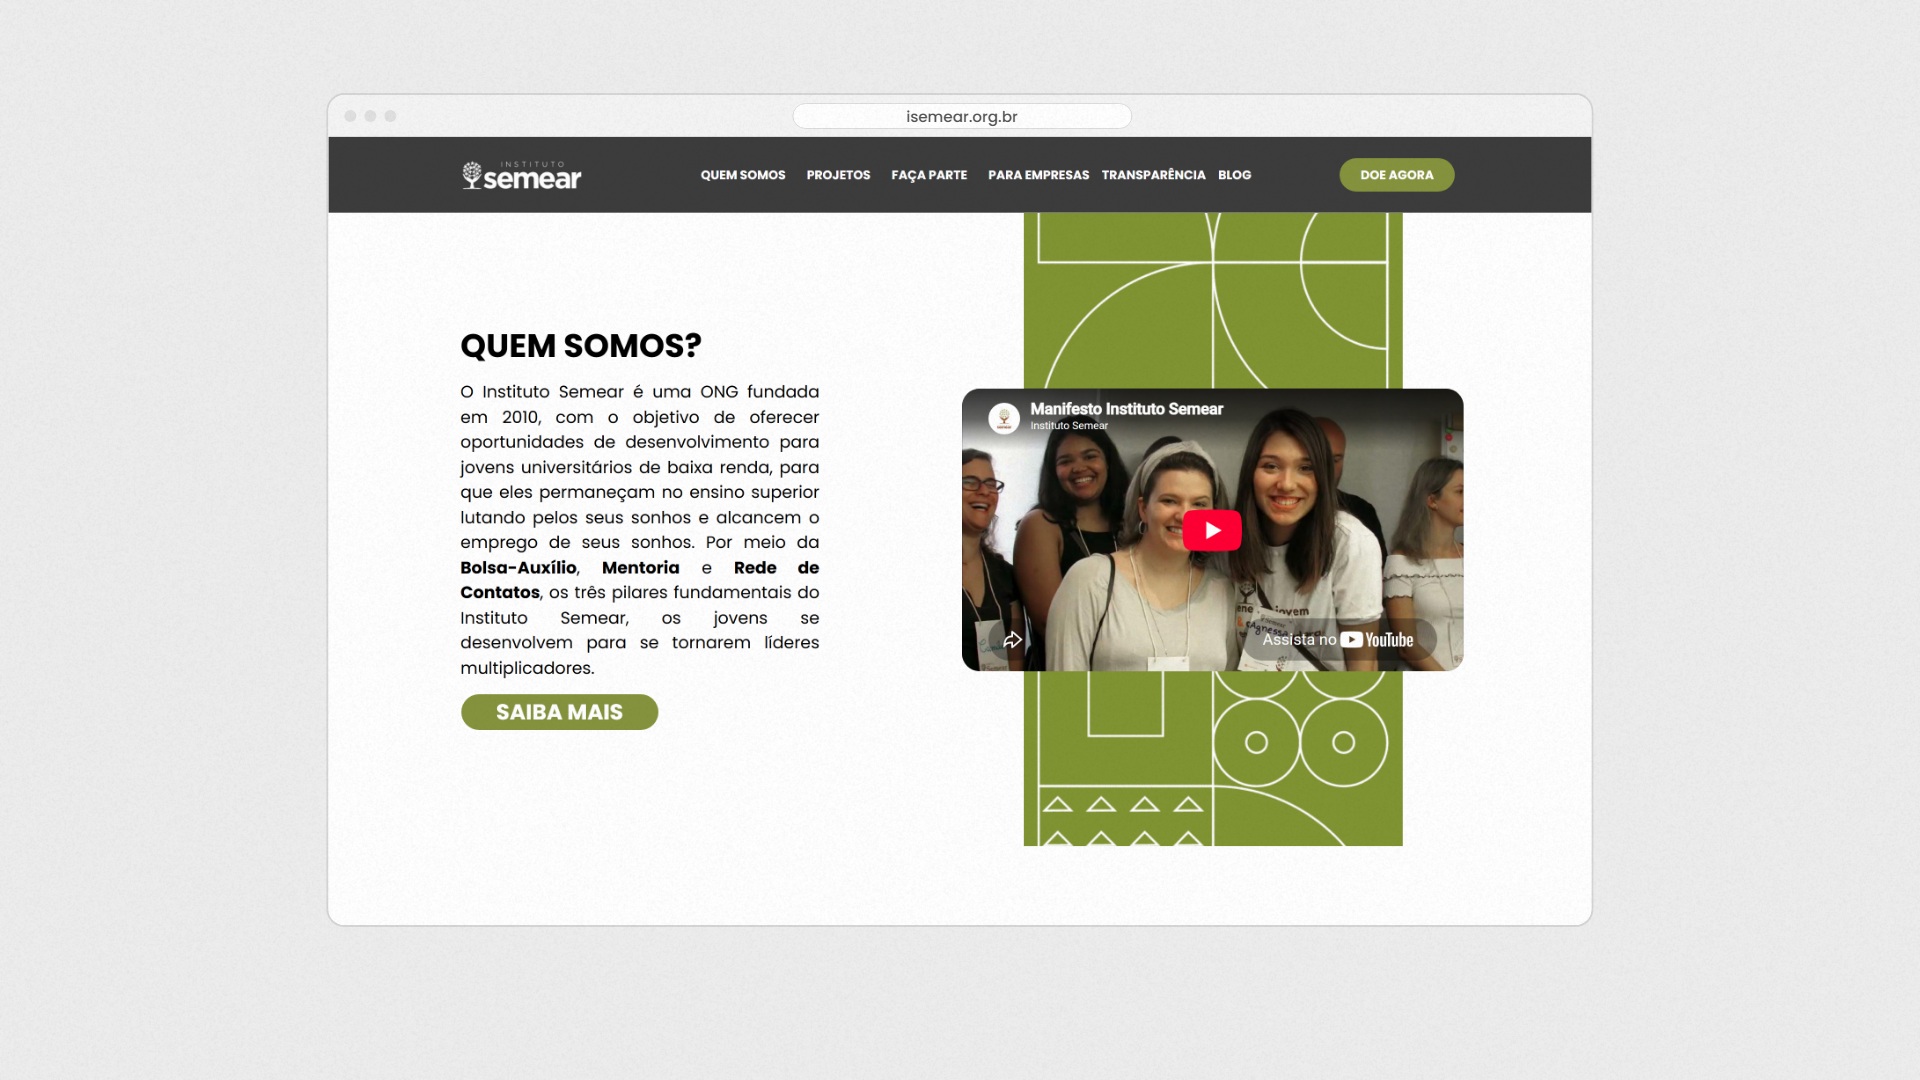 isemear.org.br
INSTITUTO
semear
QUEM SOMOS PROJETOS FAÇA PARTE PARA EMPRESAS TRANSPARÊNCIA BLOG
DOE AGORA
QUEM SOMOS?
O Instituto Semear é uma ONG fundada
em 2010, com o objetivo de oferecer
oportunidades de desenvolvimento para
jovens universitários de baixa renda, para
que eles permaneçam no ensino superior
lutando pelos seus sonhos e alcancem o
emprego de seus sonhos. Por meio da
Bolsa-Auxílio, Mentoria e Rede de
Contatos, os três pilares fundamentais do
Instituto Semear, os jovens se
desenvolvem para se tornarem líderes
multiplicadores.
SAIBA MAIS
Manifesto Instituto Semear
Instituto Semear
jovem
Assista no YouTube